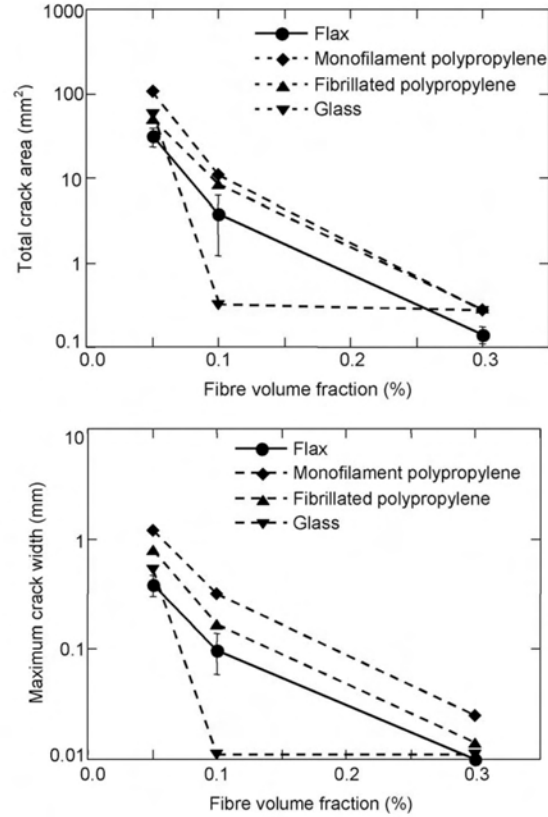 1000
100
10
1
0.1
Total crack area (mm²)
Flax
Monofilament polypropylene
Fibrillated polypropylene
Glass
0.0
0.1
0.2
0.3
Fibre volume fraction (%)
10
1
0.1
0.01
Maximum crack width (mm)
Flax
Monofilament polypropylene
Fibrillated polypropylene
Glass
0.0
0.1
0.2
0.3
Fibre volume fraction (%)